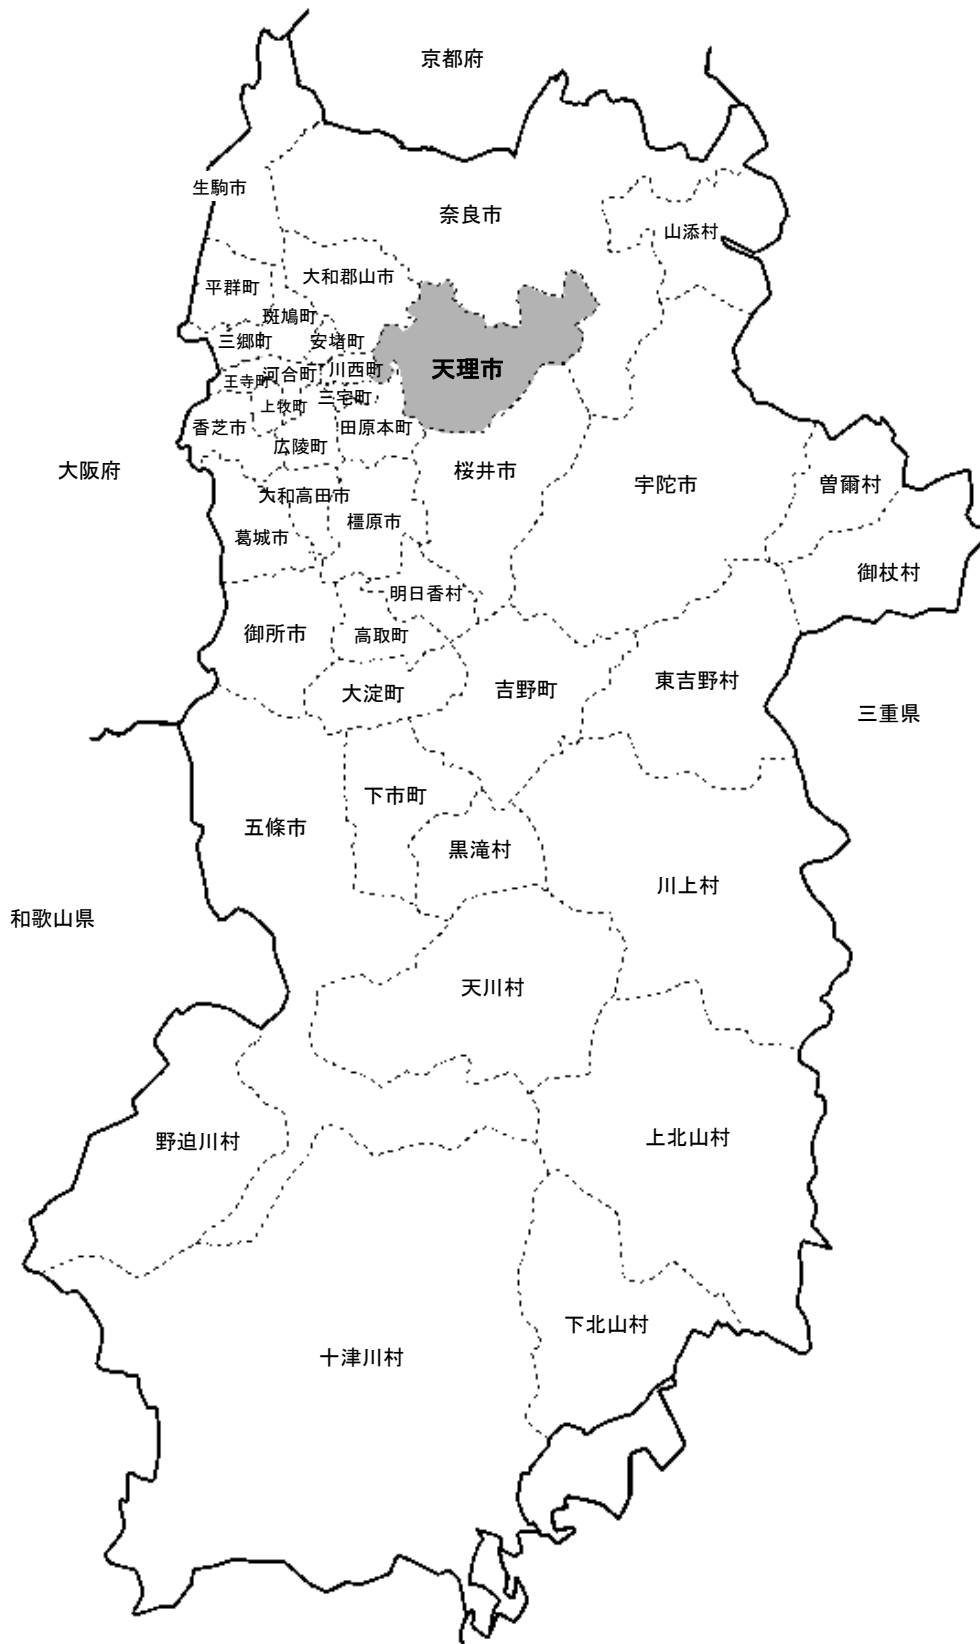 京都府
生駒市
奈良市
山添村
大和郡山市
平群町
斑鳩町
三郷町
安堵町
天理市
川西町
河合町
王寺町
三宅町
上牧町
香芝市
田原本町
広陵町
大阪府
桜井市
宇陀市
曽爾村
大和高田市
橿原市
葛城市
御杖村
明日香村
御所市
高取町
大淀町
吉野町
東吉野村
三重県
下市町
五條市
黒滝村
川上村
和歌山県
天川村
野迫川村
上北山村
下北山村
十津川村